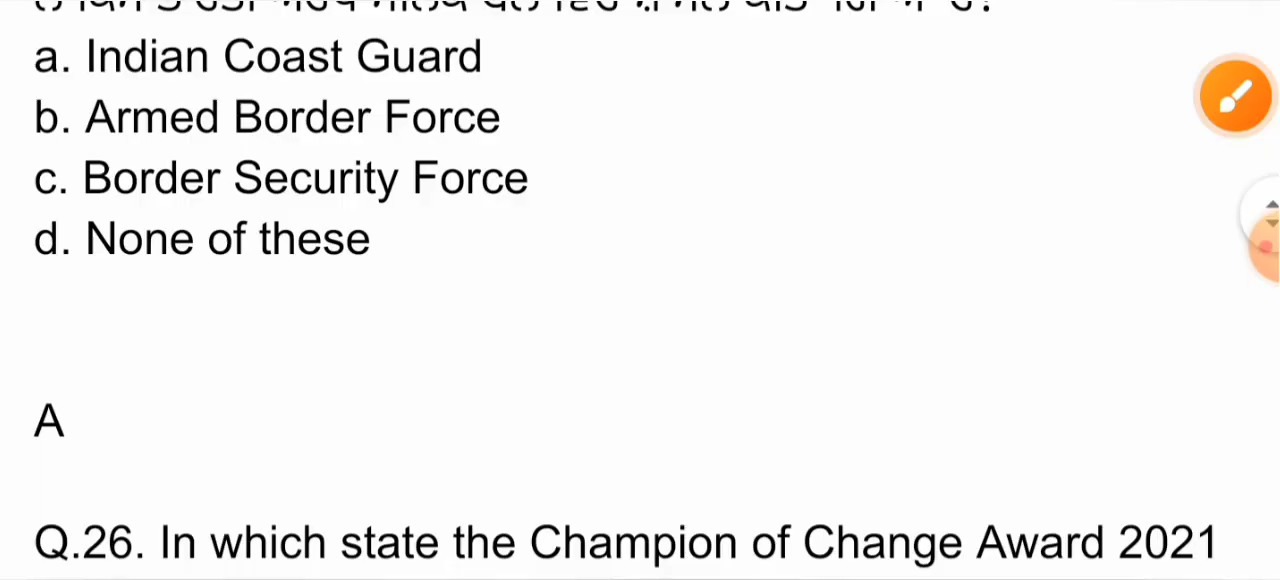 a. Indian Coast Guard
b. Armed Border Force
c. Border Security Force
d. None of these
A
Q.26. In which state the Champion of Change Award 2021